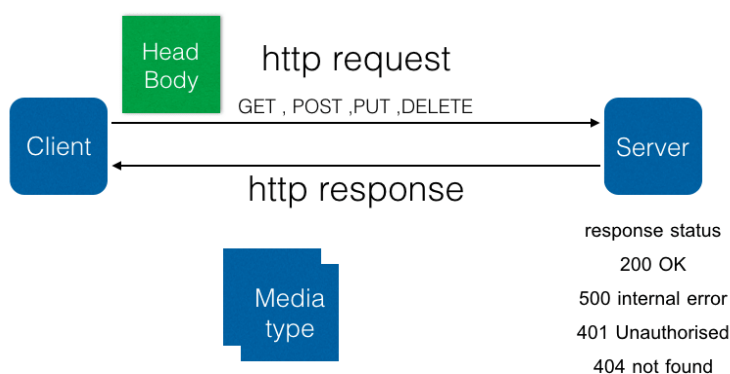 Head
Body
http request
GET , POST ,PUT ,DELETE
Client
Server
http response
response status
200 OK
500 internal error
401 Unauthorised
404 not found
Media
type